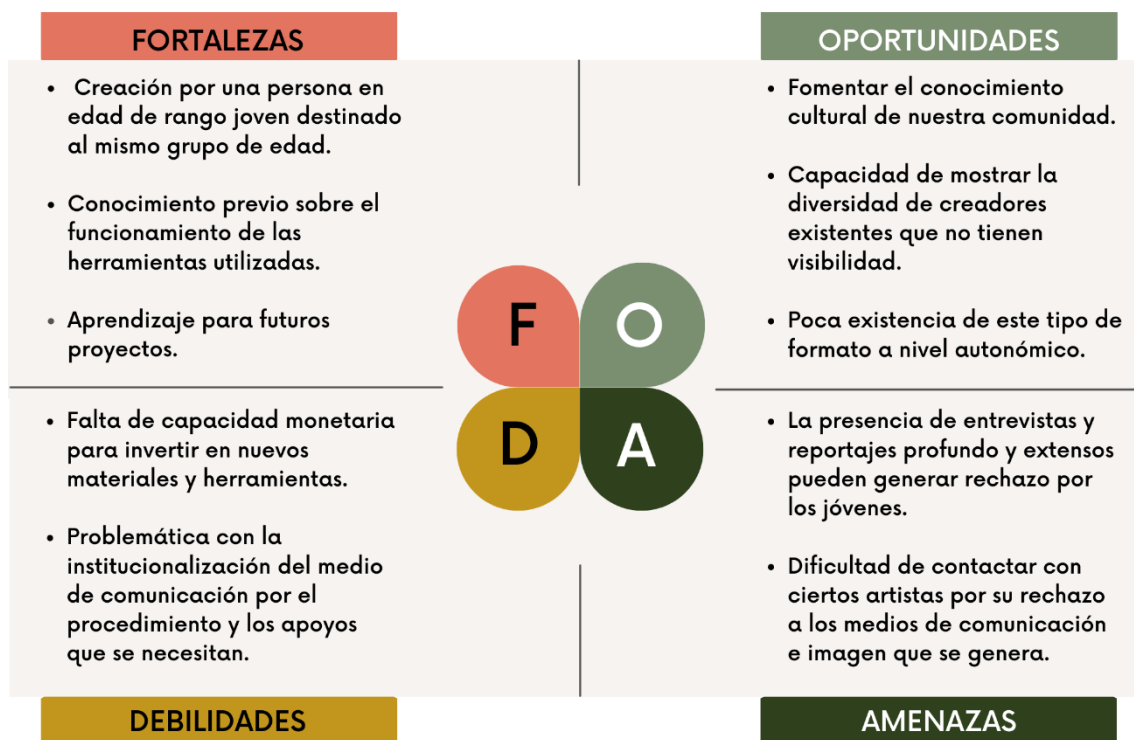 FORTALEZAS
• Creación por una persona en
edad de rango joven destinado
al mismo grupo de edad.
• Conocimiento previo sobre el
funcionamiento de las
herramientas utilizadas.
• Aprendizaje para futuros
proyectos.
OPORTUNIDADES
• Fomentar el conocimiento
cultural de nuestra comunidad.
• Capacidad de mostrar la
diversidad de creadores
existentes que no tienen
visibilidad.
• Poca existencia de este tipo de
formato a nivel autonómico.
F
O
D
A
• Falta de capacidad monetaria
para invertir en nuevos
materiales y herramientas.
• Problemática con la
institucionalización del medio
de comunicación por el
procedimiento y los apoyos
que se necesitan.
DEBILIDADES
• La presencia de entrevistas y
reportajes profundo y extensos
pueden generar rechazo por
los jóvenes.
• Dificultad de contactar con
ciertos artistas por su rechazo
a los medios de comunicación
e imagen que se genera.
AMENAZAS